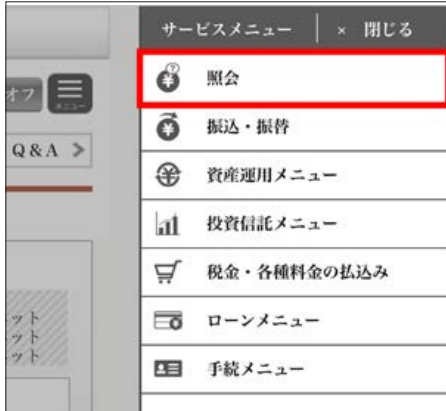 サービスメニュー × 閉じる
照会
オフ
メニュー
振込・振替
Q&A
資産運用メニュー
投資信託メニュー
税金・各種料金の払込み
ローンメニュー
ット
ット
ネット
手続メニュー